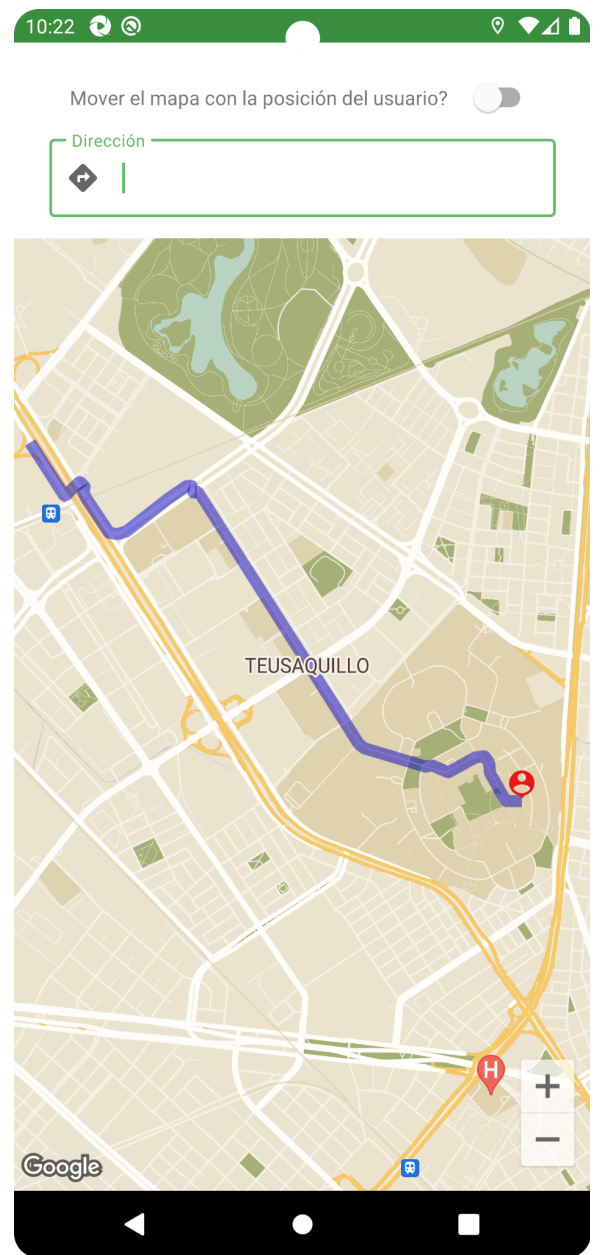 10:22
Mover el mapa con la posición del usuario?
Dirección
TEUSAQUILLO
H
+
−
Google